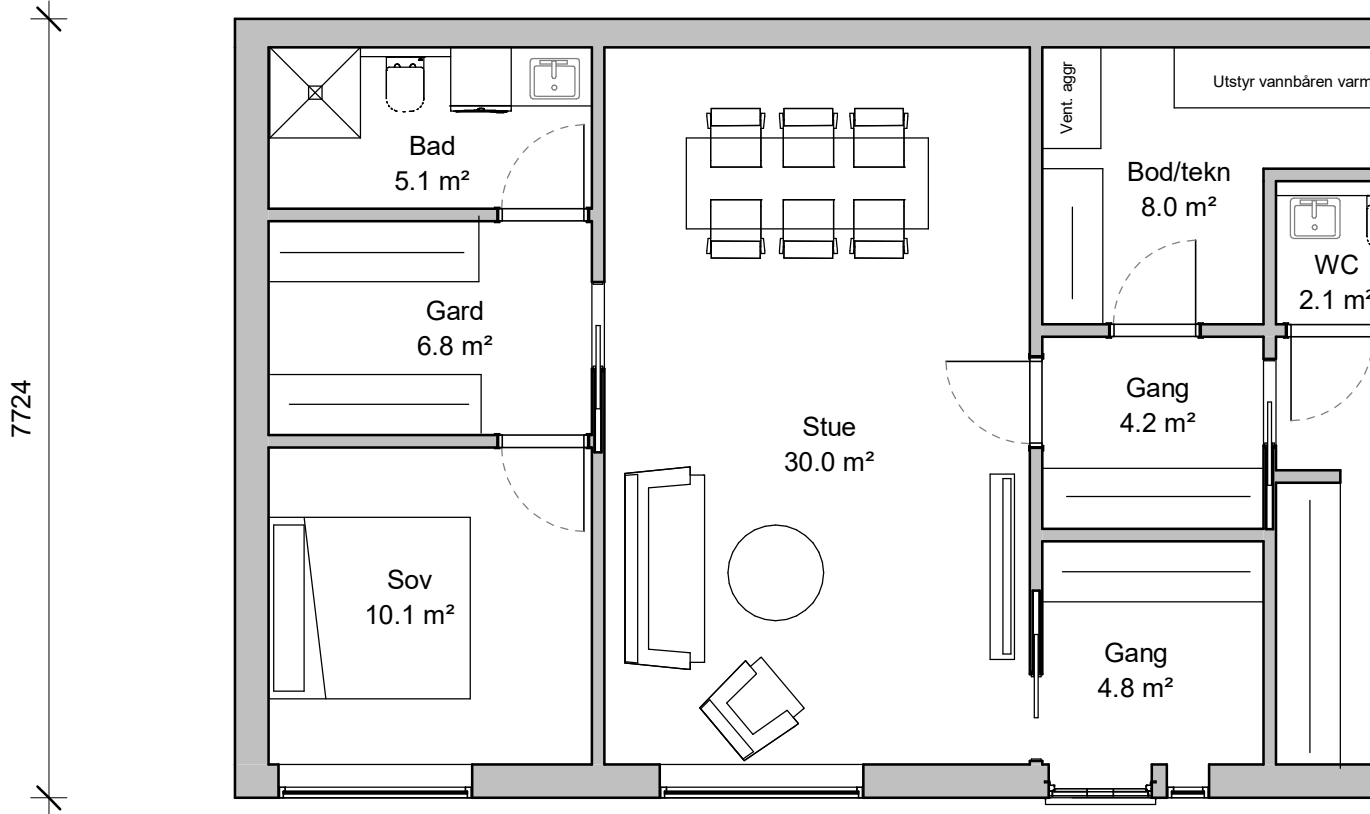 7724
Bad
5.1 m²
Gard
6.8 m²
Sov
10.1 m²
Stue
30.0 m²
Vent. aggr
Utstyr vannbåren varm
Bod/tekn
8.0 m²
WC
2.1 m²
Gang
4.2 m²
Gang
4.8 m²